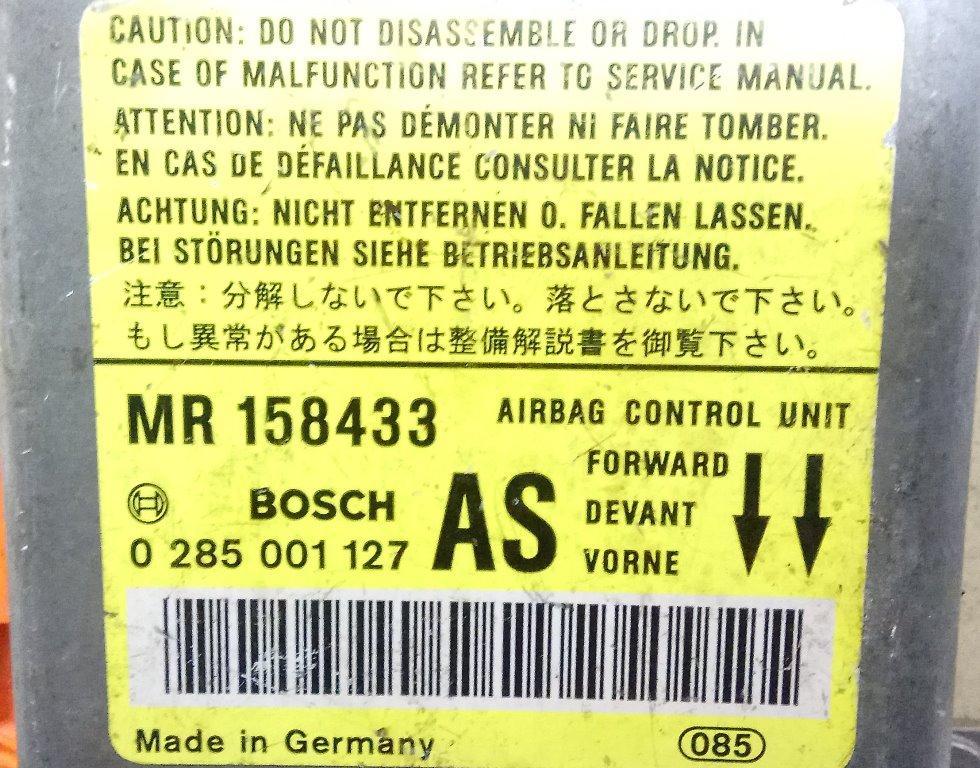 CAUTION: DO NOT DISASSEMBLE OR DROP. IN
CASE OF MALFUNCTION REFER TO SERVICE MANUAL.
ATTENTION: NE PAS DÉMONTER NI FAIRE TOMBER.
EN CAS DE DÉFAILLANCE CONSULTER LA NOTICE.
ACHTUNG: NICHT ENTFERNEN O. FALLEN LASSEN.
BEI STÖRUNGEN SIEHE BETRIEBSANLEITUNG.
注意：分解しないで下さい。落とさないで下さい。
もし異常がある場合は整備解説書を御覧下さい。
MR 158433
AIRBAG CONTROL UNIT
BOSCH
0 285 001 127
AS
FORWARD
DEVANT
VORNE
Made in Germany
085